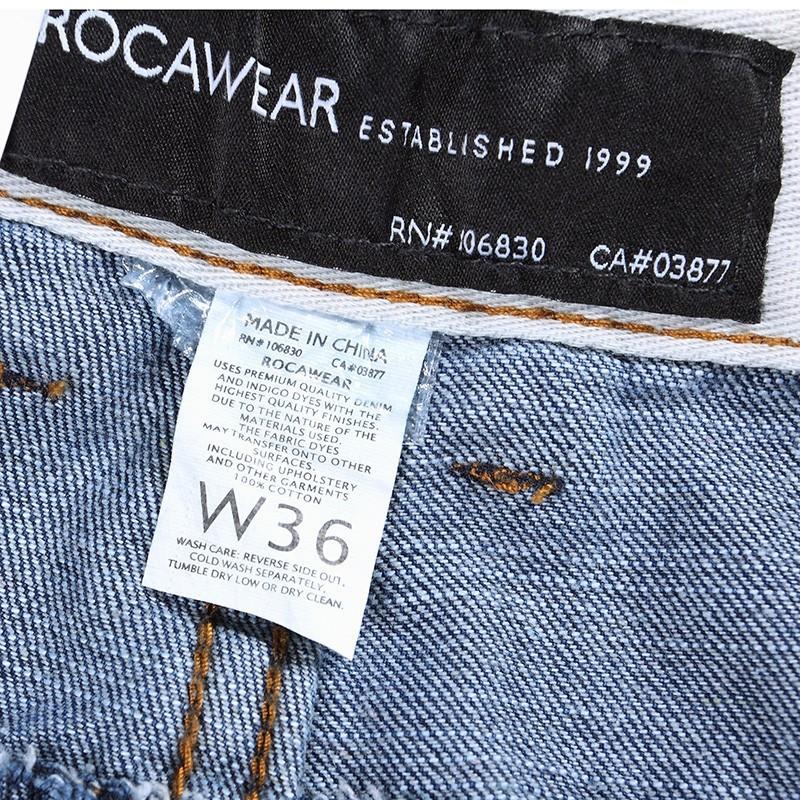 ROCAWEAR ESTABLISHED 1999
RN# 106830 CA#03877
MADE IN CHINA
RN# 106830 CA#03877
ROCAWEAR
USES PREMIUM QUALITY DENIM
AND INDIGO DYES WITH THE
HIGHEST QUALITY FINISHES.
DUE TO THE NATURE OF THE
MATERIALS USED.
THE FABRIC DYES
MAY TRANSFER ONTO OTHER
SURFACES.
INCLUDING UPHOLSTERY
AND OTHER GARMENTS
100% COTTON
W36
WASH CARE: REVERSE SIDE OUT.
COLD WASH SEPARATELY,
TUMBLE DRY LOW OR DRY CLEAN.